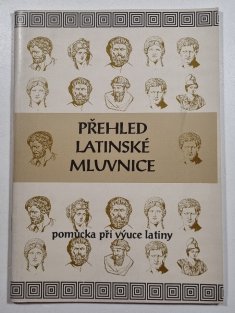 PŘEHLED
LATINSKÉ
MLUVNICE
pomůcka při výuce latiny